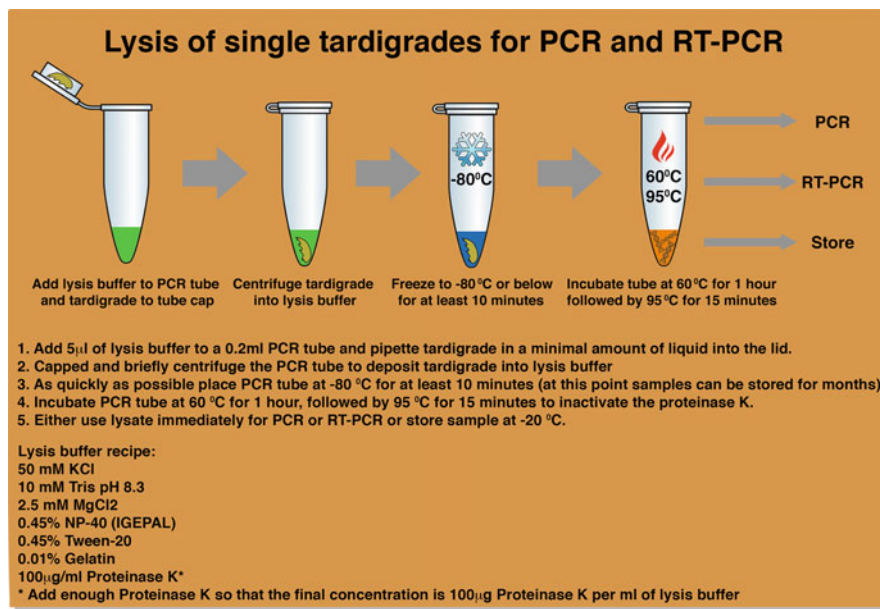 Lysis of single tardigrades for PCR and RT-PCR
-80⁰C
60⁰C
95⁰C
PCR
RT-PCR
Store
Add lysis buffer to PCR tube
and tardigrade to tube cap
Centrifuge tardigrade
into lysis buffer
Freeze to -80 ⁰C or below
for at least 10 minutes
Incubate tube at 60⁰C for 1 hour
followed by 95⁰C for 15 minutes
1. Add 5μl of lysis buffer to a 0.2ml PCR tube and pipette tardigrade in a minimal amount of liquid into the lid.
2. Capped and briefly centrifuge the PCR tube to deposit tardigrade into lysis buffer
3. As quickly as possible place PCR tube at -80 ⁰C for at least 10 minutes (at this point samples can be stored for months)
4. Incubate PCR tube at 60 ⁰C for 1 hour, followed by 95 ⁰C for 15 minutes to inactivate the proteinase K.
5. Either use lysate immediately for PCR or RT-PCR or store sample at -20 ⁰C.
Lysis buffer recipe:
50 mM KCl
10 mM Tris pH 8.3
2.5 mM MgCl2
0.45% NP-40 (IGEPAL)
0.45% Tween-20
0.01% Gelatin
100μg/ml Proteinase K*
* Add enough Proteinase K so that the final concentration is 100μg Proteinase K per ml of lysis buffer